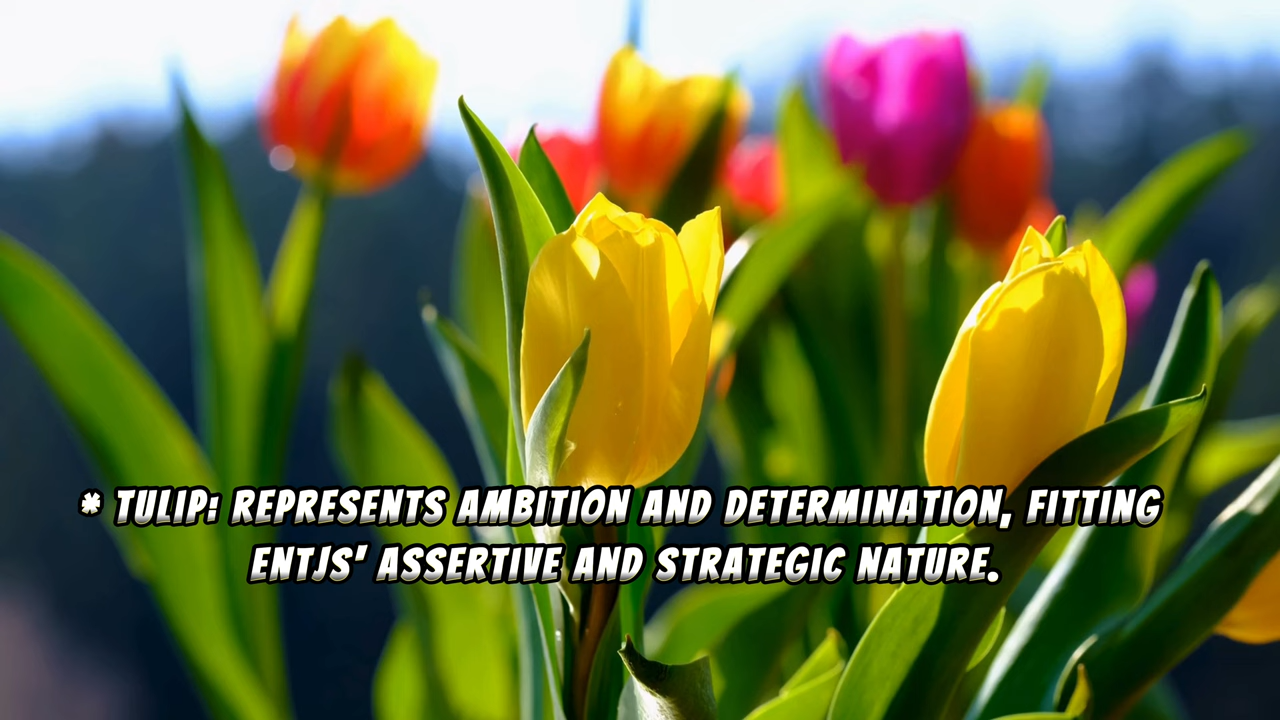 * TULIP: REPRESENTS AMBITION AND DETERMINATION, FITTING
ENTJS' ASSERTIVE AND STRATEGIC NATURE.